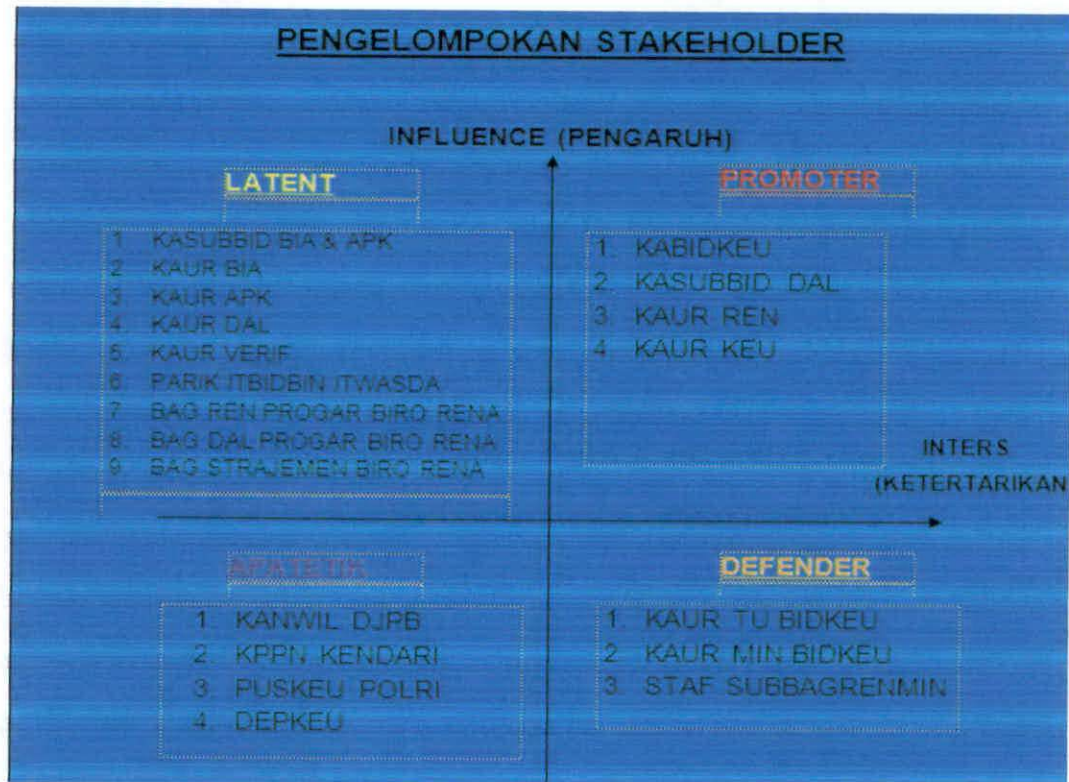 PENGELOMPOKAN STAKEHOLDER
INFLUENCE (PENGARUH)
LATENT
1. KASUBBID BIA & APK
2 KAUR BIA
3 KAUR APK
4. KAUR DAL
5. KAUR VERIF
6 PARIK ITBIDBIN ITWASDA
7 BAG REN PROGAR BIRO RENA
8. BAG DAL PROGAR BIRO RENA
9. BAG STRAJEMEN BIRO RENA
PROMOTER
1. KABIDKEU
2. KASUBBID DAL
3 KAUR REN
4 KAUR KEU
INTERS
(KETERTARIKAN
APATETIK
1. KANWIL DJPB
2. KPPN KENDARI
3. PUSKEU POLRI
4. DEPKEU
DEFENDER
1. KAUR TU BIDKEU
2. KAUR MIN BIDKEU
3. STAF SUBBAGRENMIN